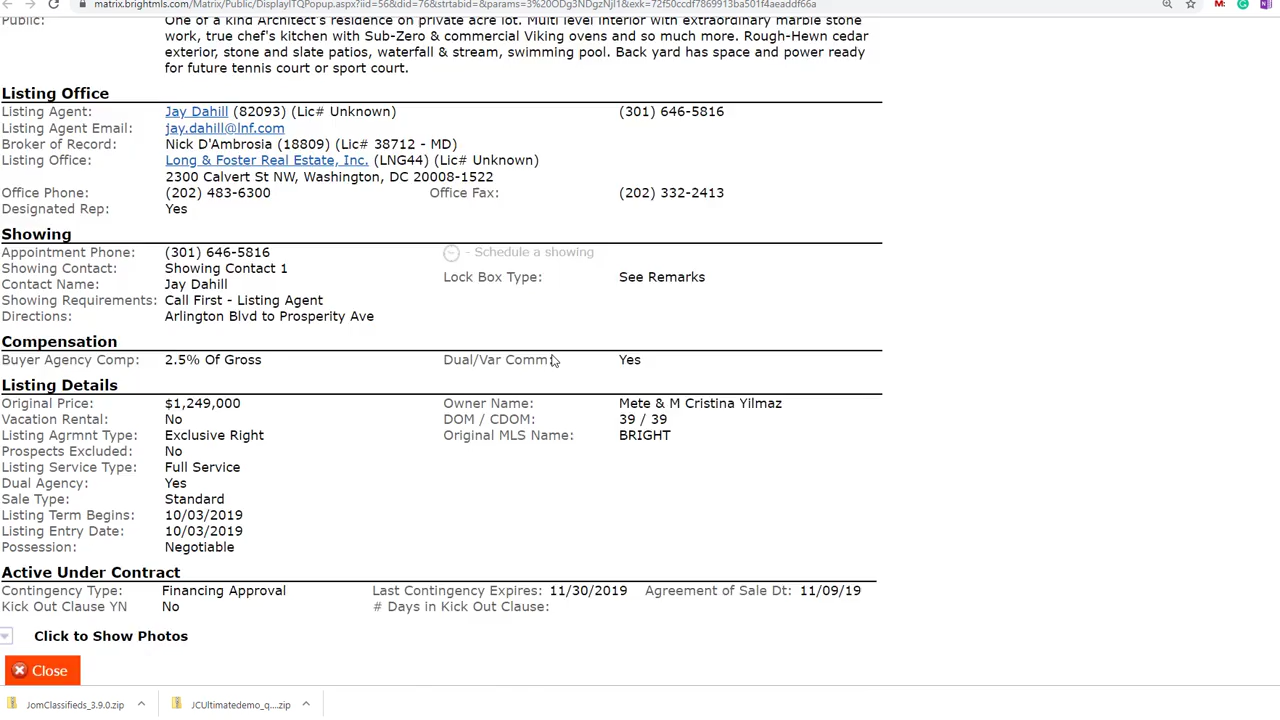 matrix.brightmls.com/Matrix/Public/DisplayITQPopup.aspx?iid=56&did=76&strtabid=&params=3%20ODg3NDgzNjI1&exk=72f50ccdf7869913ba501f4aeaddf66a
Public: One of a kind Architect's residence on private acre lot. Multi level interior with extraordinary marble stone
work, true chef's kitchen with Sub-Zero & commercial Viking ovens and so much more. Rough-Hewn cedar
exterior, stone and slate patios, waterfall & stream, swimming pool. Back yard has space and power ready
for future tennis court or sport court.
Listing Office
Listing Agent: Jay Dahill (82093) (Lic# Unknown) (301) 646-5816
Listing Agent Email: jay.dahill@lnf.com
Broker of Record: Nick D'Ambrosia (18809) (Lic# 38712 - MD)
Listing Office: Long & Foster Real Estate, Inc. (LNG44) (Lic# Unknown)
2300 Calvert St NW, Washington, DC 20008-1522
Office Phone: (202) 483-6300 Office Fax: (202) 332-2413
Designated Rep: Yes
Showing
Appointment Phone: (301) 646-5816 - Schedule a showing
Showing Contact: Showing Contact 1
Lock Box Type: See Remarks
Contact Name: Jay Dahill
Showing Requirements: Call First - Listing Agent
Directions: Arlington Blvd to Prosperity Ave
Compensation
Buyer Agency Comp: 2.5% Of Gross Dual/Var Comm: Yes
Listing Details
Original Price: $1,249,000 Owner Name: Mete & M Cristina Yilmaz
Vacation Rental: No DOM / CDOM: 39 / 39
Listing Agrmnt Type: Exclusive Right Original MLS Name: BRIGHT
Prospects Excluded: No
Listing Service Type: Full Service
Dual Agency: Yes
Sale Type: Standard
Listing Term Begins: 10/03/2019
Listing Entry Date: 10/03/2019
Possession: Negotiable
Active Under Contract
Contingency Type: Financing Approval Last Contingency Expires: 11/30/2019 Agreement of Sale Dt: 11/09/19
Kick Out Clause YN No # Days in Kick Out Clause:
Click to Show Photos
Close
JomClassifieds_3.9.0.zip JCUltimatedemo_q....zip